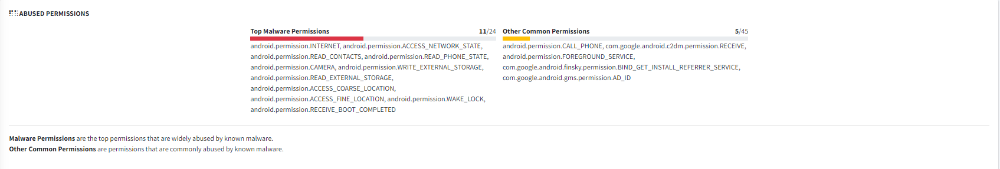 ABUSED PERMISSIONS
Top Malware Permissions 11/24
android.permission.INTERNET, android.permission.ACCESS_NETWORK_STATE,
android.permission.READ_CONTACTS, android.permission.READ_PHONE_STATE,
android.permission.CAMERA, android.permission.WRITE_EXTERNAL_STORAGE,
android.permission.READ_EXTERNAL_STORAGE,
android.permission.ACCESS_COARSE_LOCATION,
android.permission.ACCESS_FINE_LOCATION, android.permission.WAKE_LOCK,
android.permission.RECEIVE_BOOT_COMPLETED
Other Common Permissions 5/45
android.permission.CALL_PHONE, com.google.android.c2dm.permission.RECEIVE,
android.permission.FOREGROUND_SERVICE,
com.google.android.finsky.permission.BIND_GET_INSTALL_REFERRER_SERVICE,
com.google.android.gms.permission.AD_ID
Malware Permissions are the top permissions that are widely abused by known malware.
Other Common Permissions are permissions that are commonly abused by known malware.